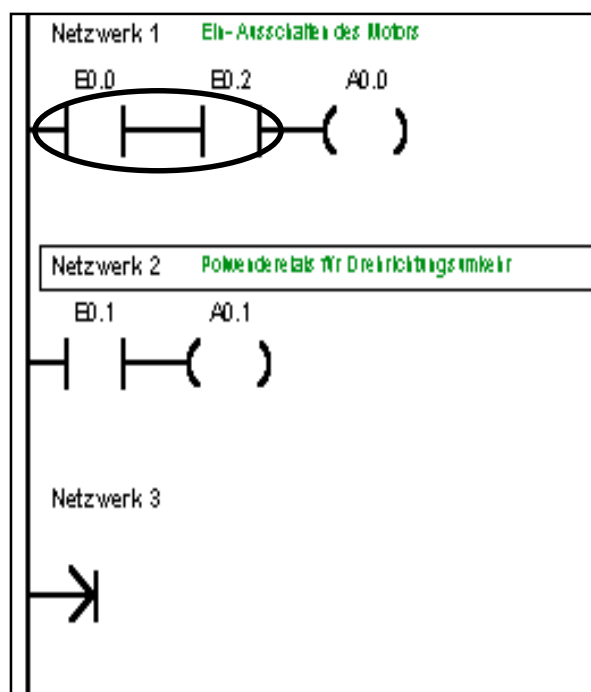 Netzwerk 1 Ein- Ausschalten des Motors
E0.0 E0.2 A0.0
Netzwerk 2 Polwenderelais für Drehrichtungsumkehr
E0.1 A0.1
Netzwerk 3